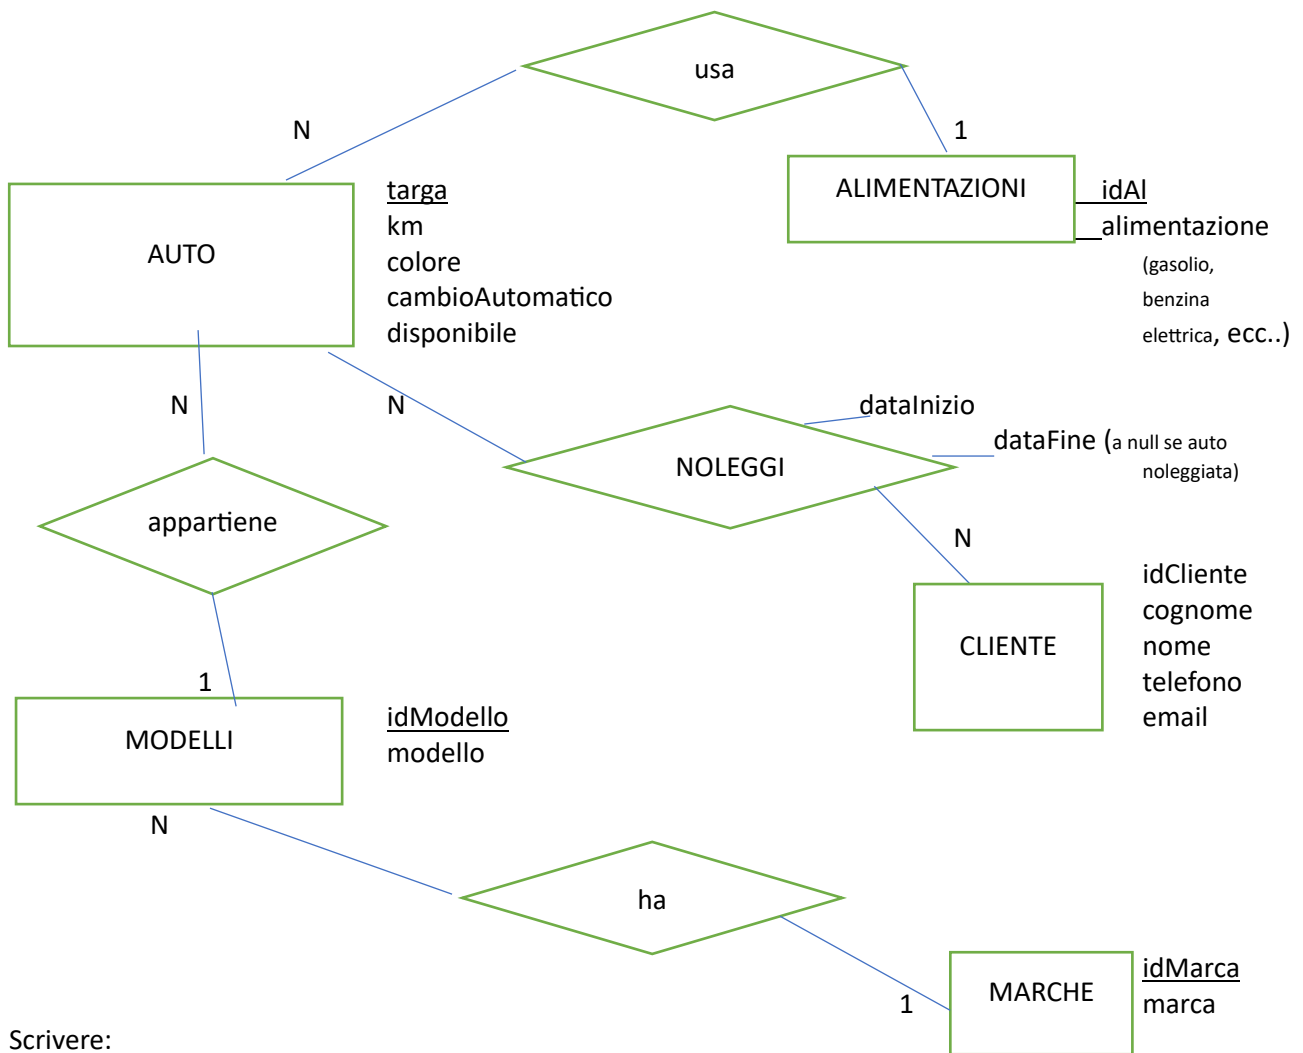 usa
N
1
targa
km
colore
cambioAutomatico
disponibile
AUTO
ALIMENTAZIONI
idAl
alimentazione
(gasolio,
benzina
elettrica, ecc..)
N
N
dataInizio
dataFine (a null se auto
noleggiata)
NOLEGGI
appartiene
N
idCliente
cognome
nome
telefono
email
CLIENTE
1
MODELLI
idModello
modello
N
ha
1
MARCHE
idMarca
marca
Scrivere: